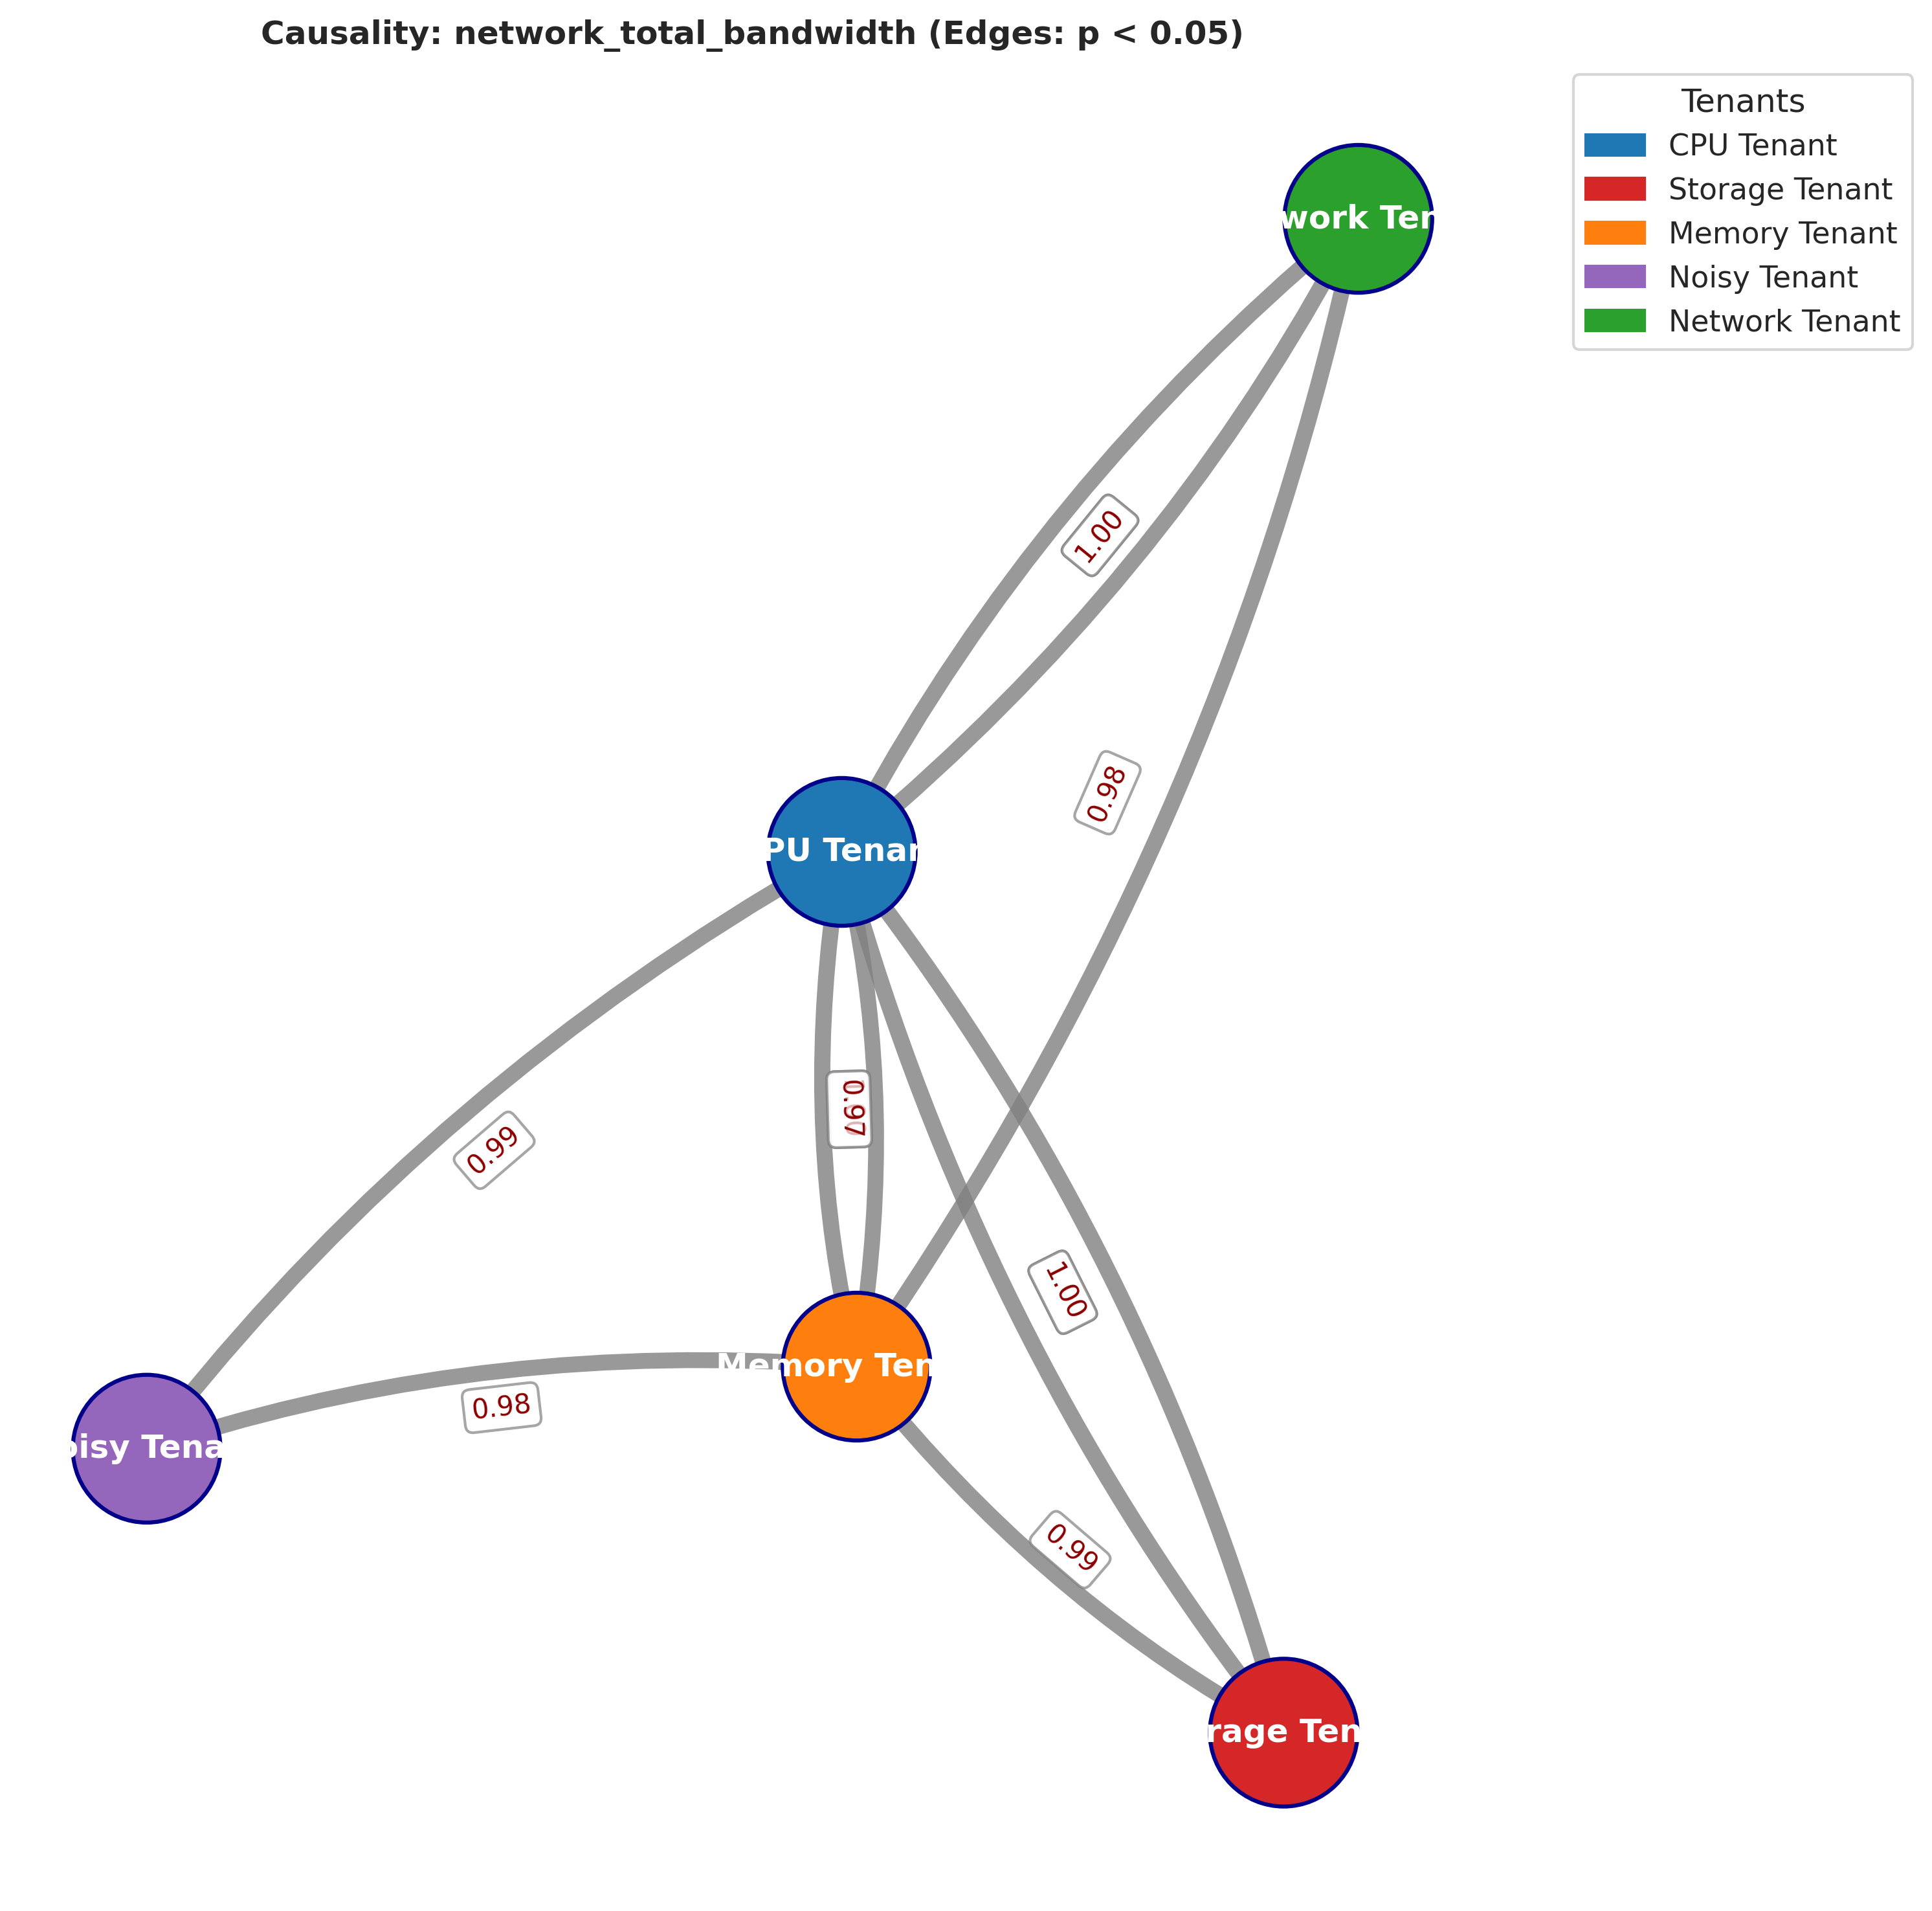 Causality: network_total_bandwidth (Edges: p < 0.05)
Tenants
CPU Tenant
Storage Tenant
Memory Tenant
Noisy Tenant
Network Tenant
work Ten
1.00
0.98
PU Tenan
0.97
0.99
1.00
Memory Ten
0.98
oisy Tena
0.99
rage Ten